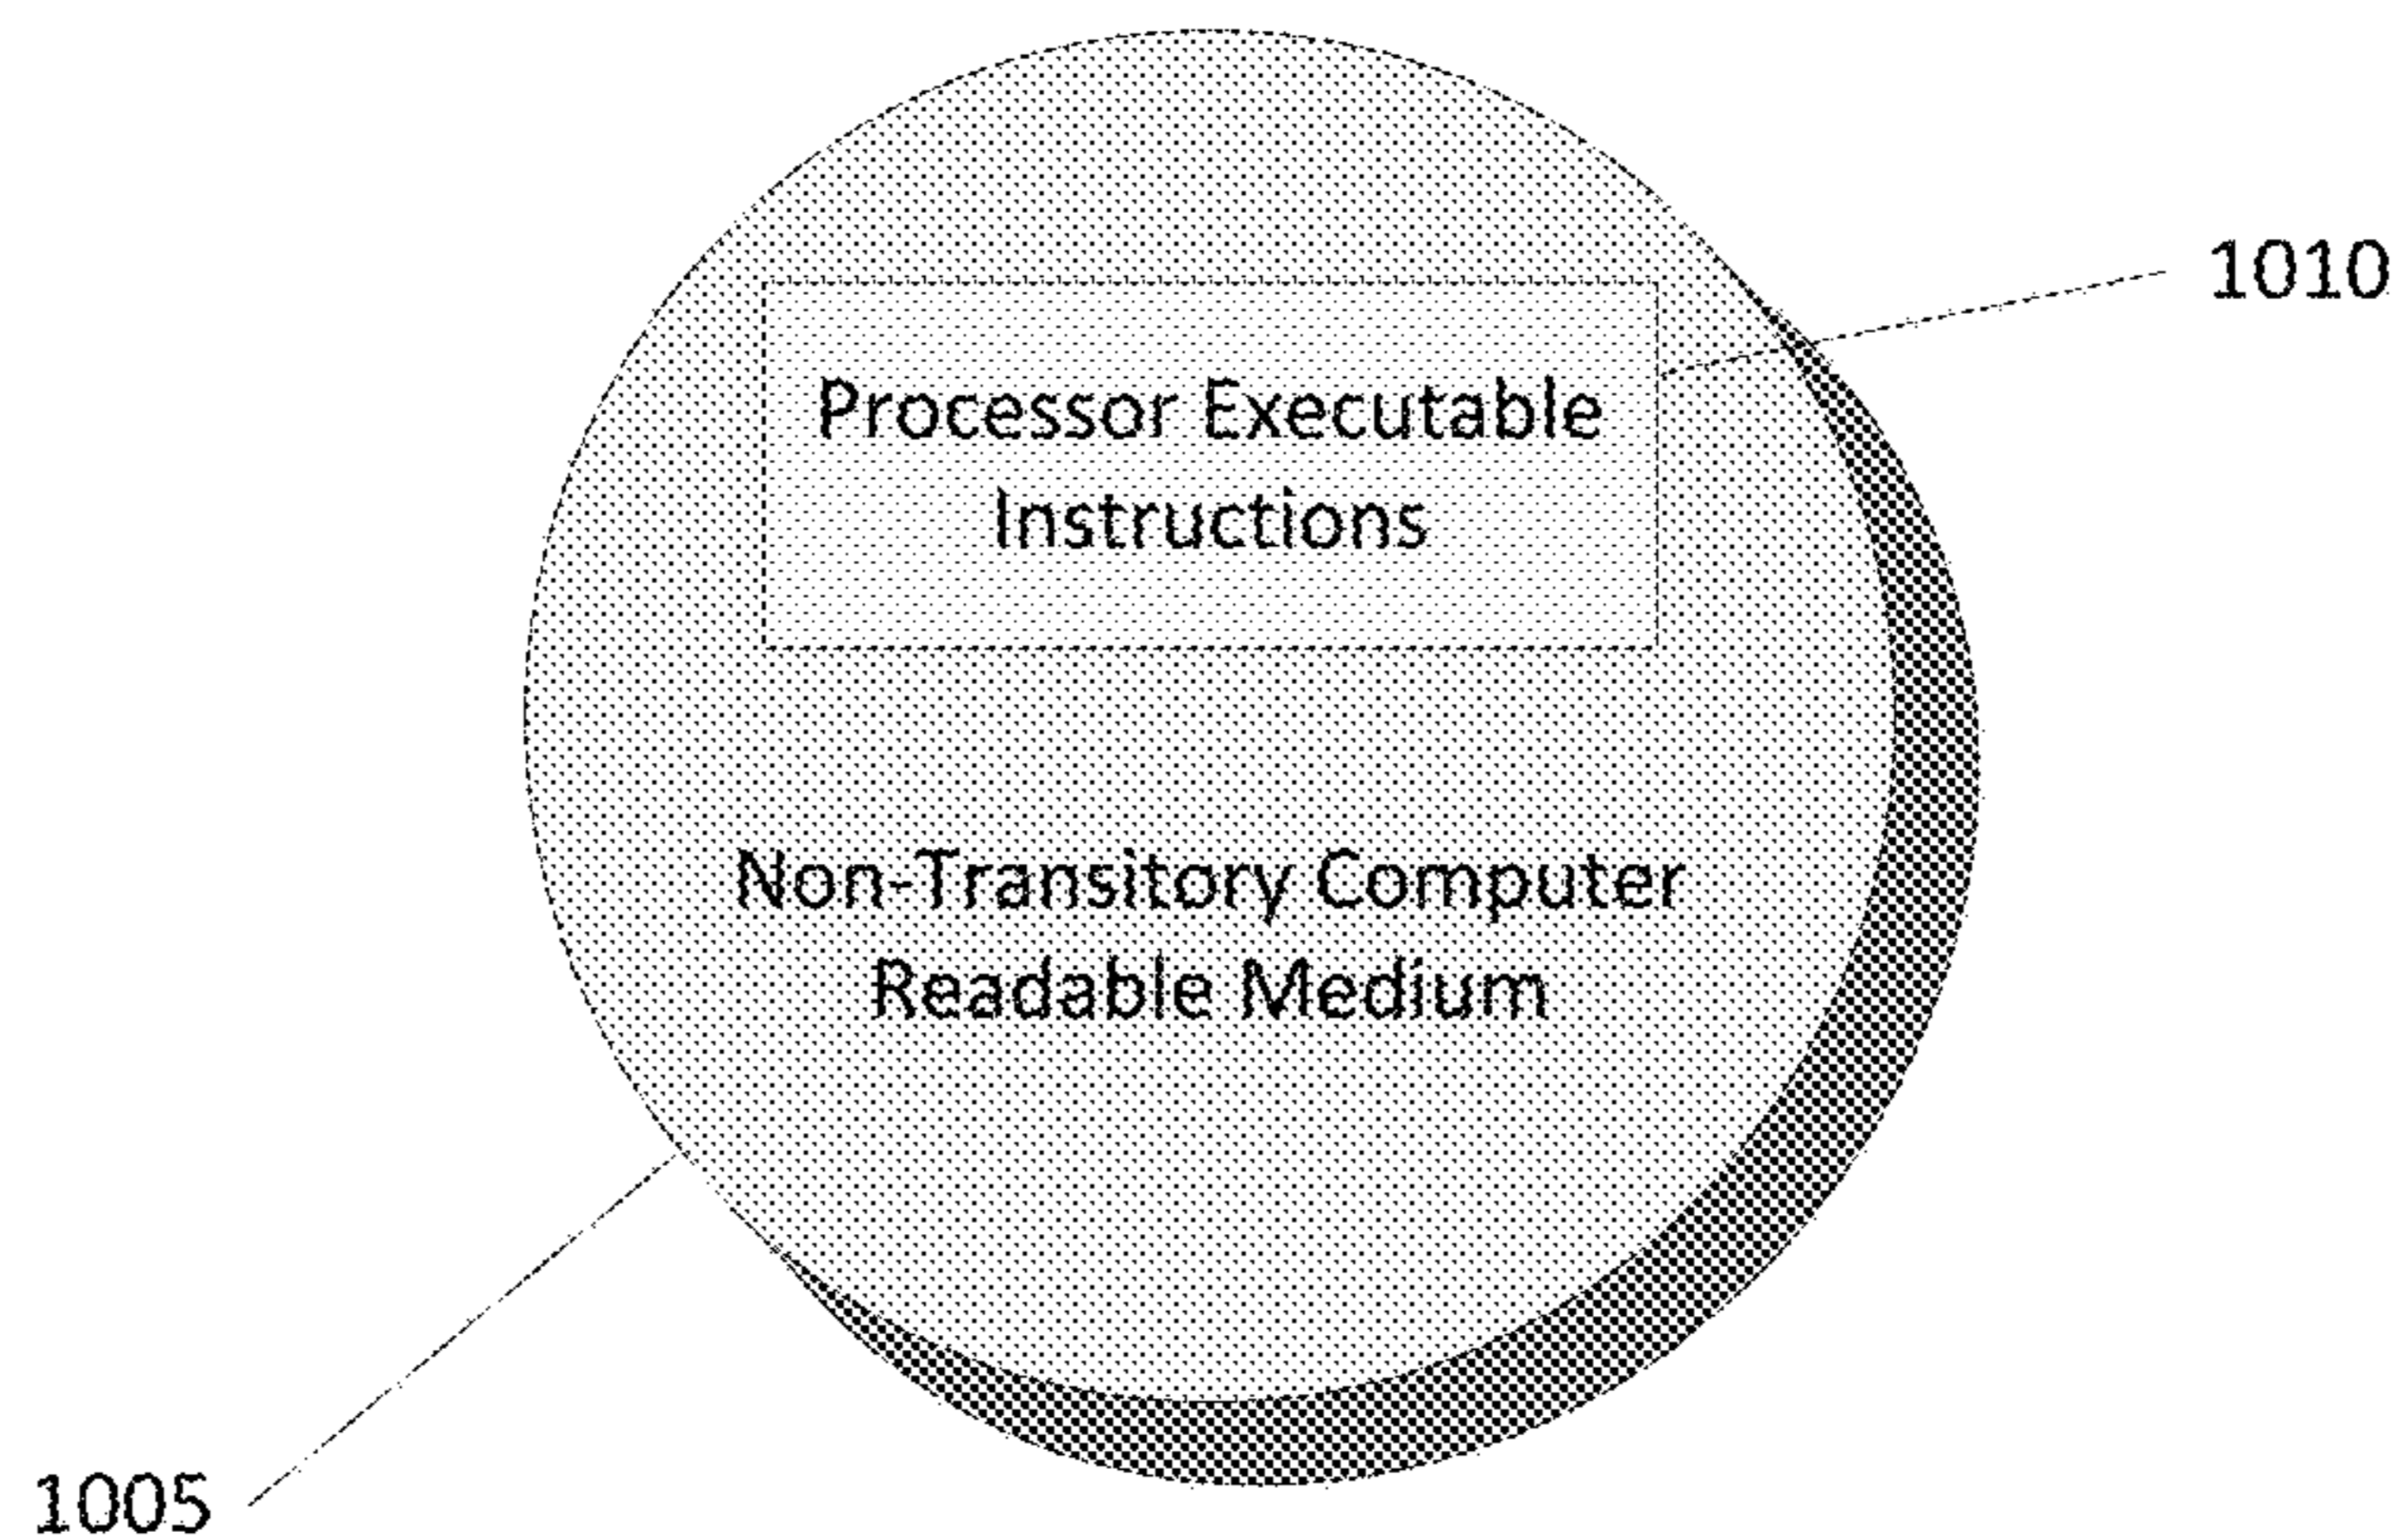 1010
Processor Executable
Instructions
Non-Transitory Computer
Readable Medium
1005